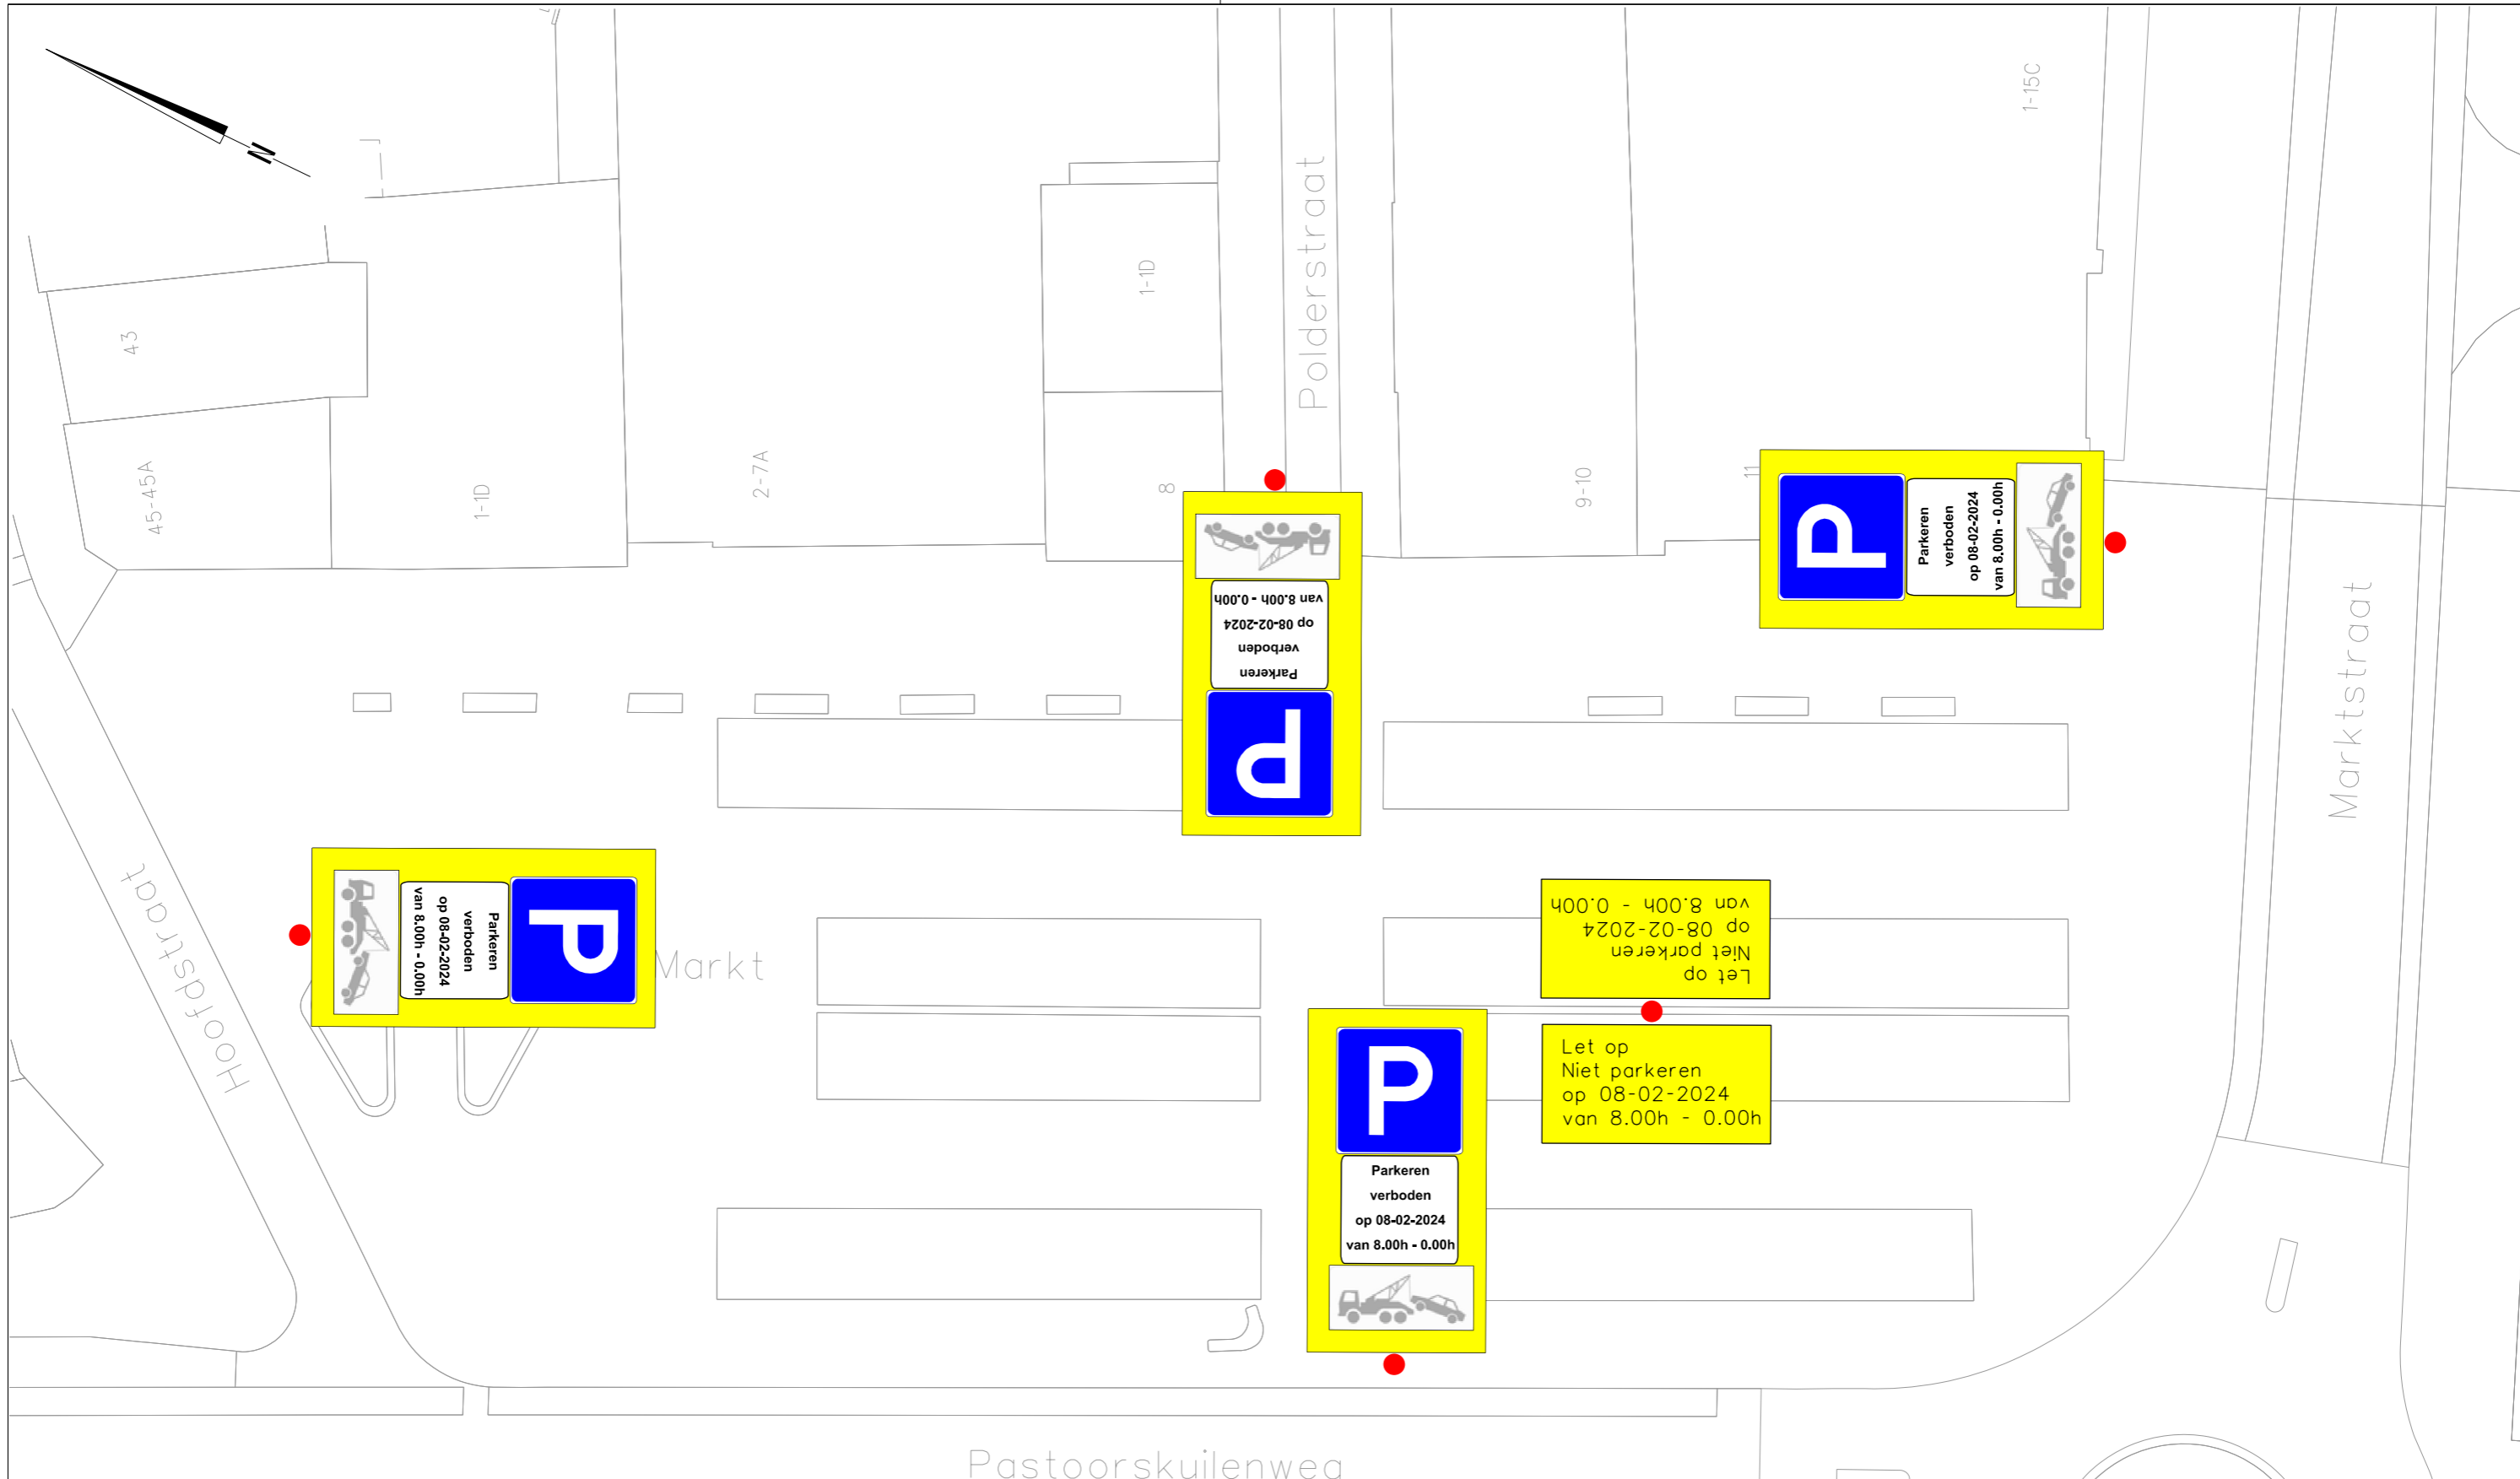 N
1-15C
Polderstraat
1-1D
43
45-45A
1-1D
2-7A
8
9-10
11
P
Parkeren
verboden
op 08-02-2024
van 8.00h - 0.00h
Parkeren
verboden
op 08-02-2024
van 8.00h - 0.00h
P
Marktstraat
Hoofdstraat
P
Parkeren
verboden
op 08-02-2024
van 8.00h - 0.00h
Markt
Let op
Niet parkeren
op 08-02-2024
van 8.00h - 0.00h
Let op
Niet parkeren
op 08-02-2024
van 8.00h - 0.00h
P
Parkeren
verboden
op 08-02-2024
van 8.00h - 0.00h
Pastoorskuilenweg